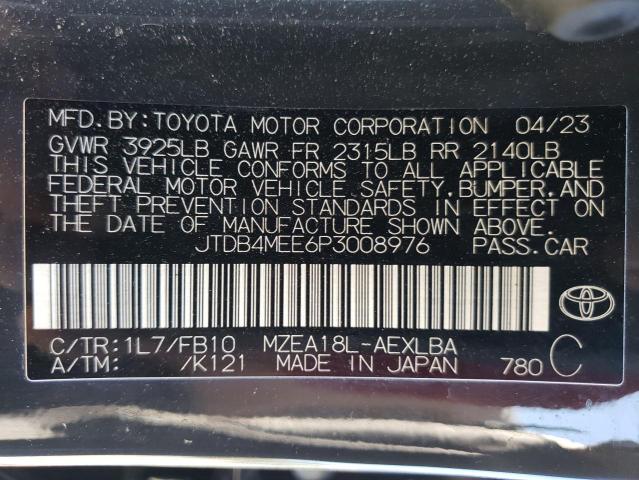 MFD.BY:TOYOTA MOTOR CORPORATION 04/23
GVWR 3925LB GAWR FR 2315LB RR 2140LB
THIS VEHICLE CONFORMS TO ALL APPLICABLE
FEDERAL MOTOR VEHICLE SAFETY.BUMPER.AND
THEFT PREVENTION STANDARDS IN EFFECT ON
THE DATE OF MANUFACTURE SHOWN ABOVE.
JTDB4MEE6P3008976 PASS.CAR
C/TR:1L7/FB10 MZEA18L-AEXLBA
A/TM: /K121 MADE IN JAPAN 780 C